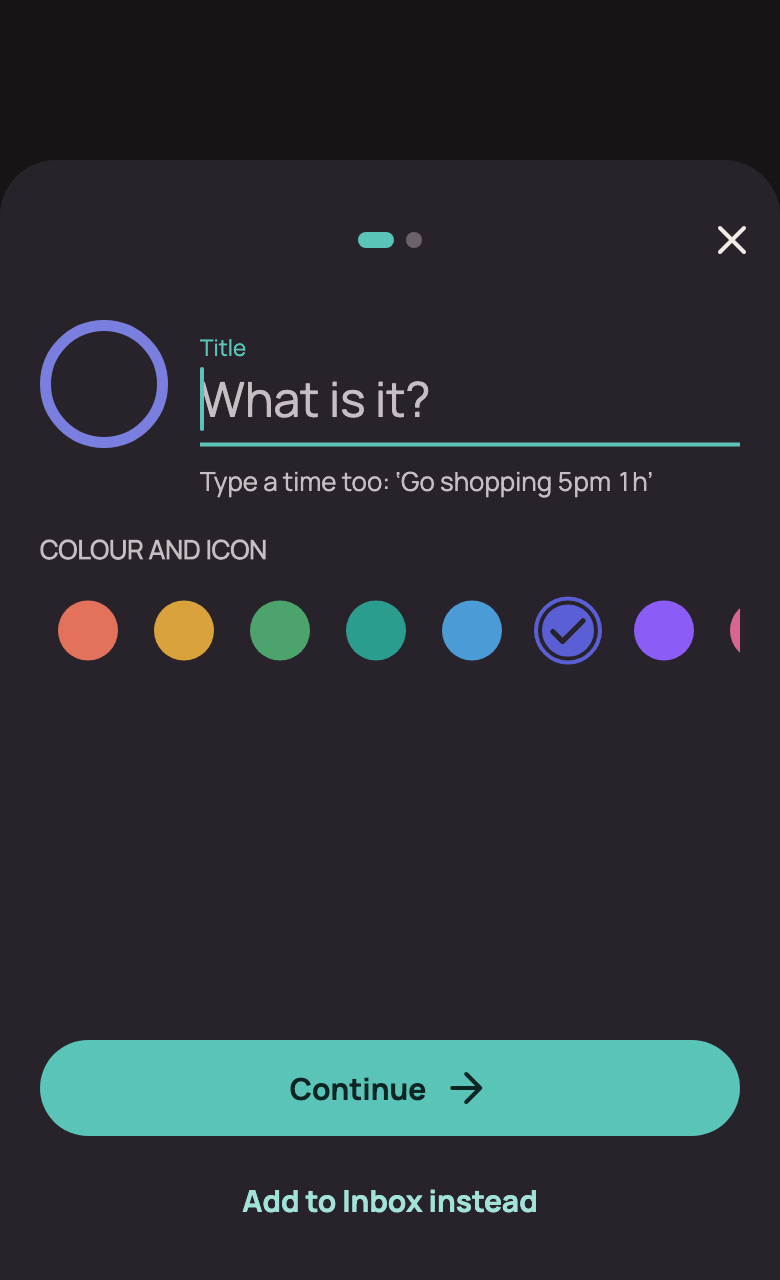 Title
What is it?
Type a time too: ‘Go shopping 5pm 1h’
COLOUR AND ICON
Continue
Add to Inbox instead